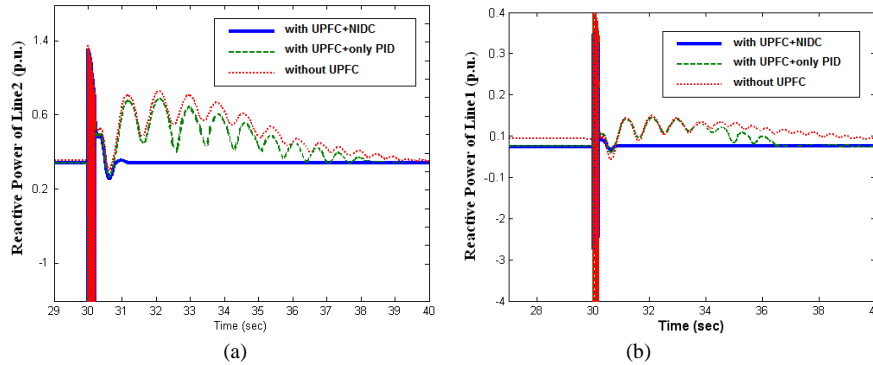 Reactive Power of Line2 (p.u.)
1.4
0.6
0.2
-1
with UPFC+NIDC
with UPFC+only PID
without UPFC
29 30 31 32 33 34 35 36 37 38 39 40
Time (sec)
(a)
Reactive Power of Line1 (p.u.)
0.4
0.1
-0.1
-2
-3
-4
with UPFC+NIDC
with UPFC+only PID
without UPFC
28 30 32 34 36 38 40
Time (sec)
(b)